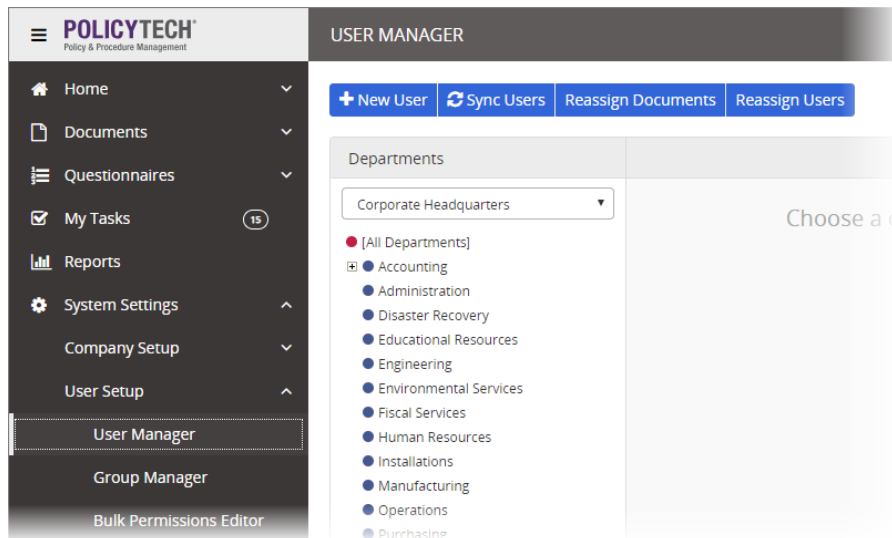 POLICYTECH®
Policy & Procedure Management
USER MANAGER
Home
Documents
Questionnaires
My Tasks 15
Reports
System Settings
Company Setup
User Setup
User Manager
Group Manager
Bulk Permissions Editor
New User Sync Users Reassign Documents Reassign Users
Departments
Corporate Headquarters
[All Departments]
Accounting
Administration
Disaster Recovery
Educational Resources
Engineering
Environmental Services
Fiscal Services
Human Resources
Installations
Manufacturing
Operations
Purchasing
Choose a